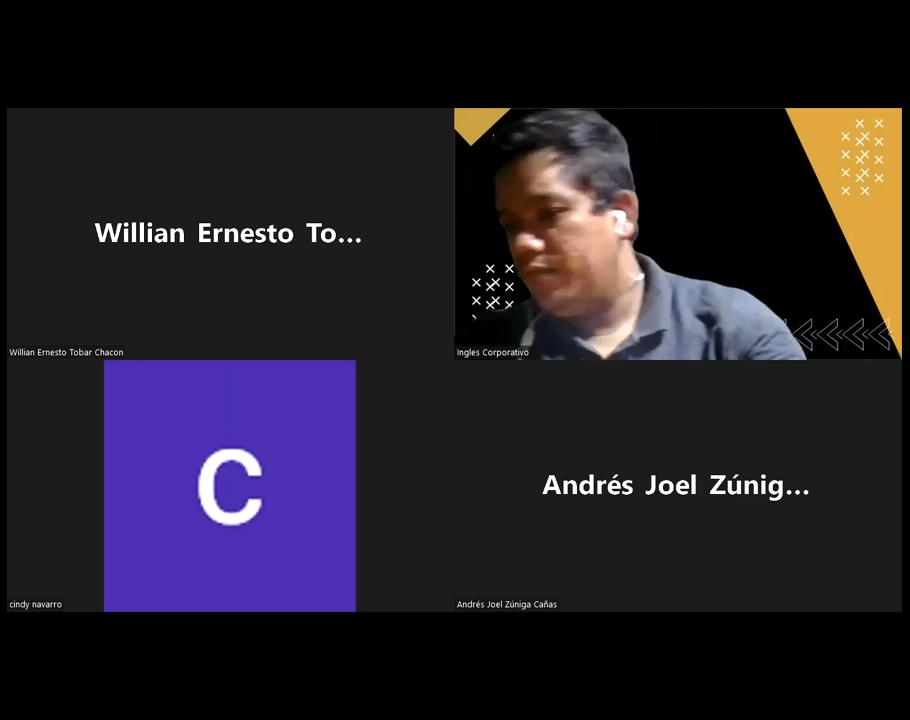 Willian Ernesto To...
Willian Ernesto Tobar Chacon
Ingles Corporativo
C
cindy navarro
Andrés Joel Zúnig...
Andrés Joel Zúniga Cañas